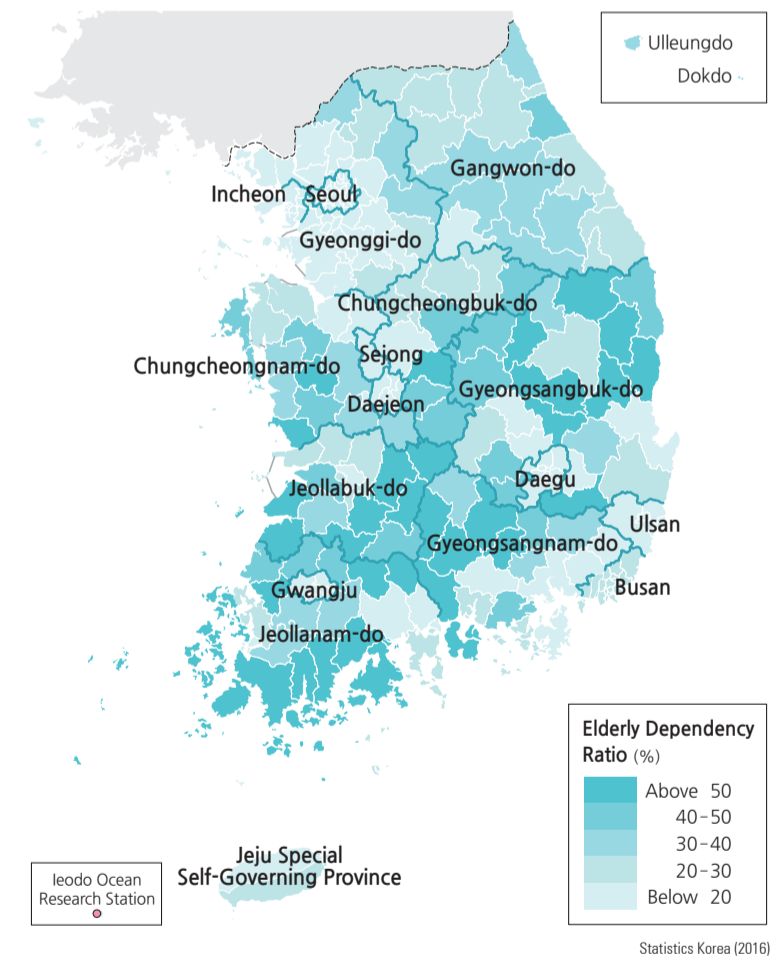 Ulleungdo
Dokdo
Gangwon-do
Incheon
Seoul
Gyeonggi-do
Chungcheongbuk-do
Sejong
Chungcheongnam-do
Gyeongsangbuk-do
Daejeon
Daegu
Jeollabuk-do
Ulsan
Gyeongsangnam-do
Busan
Gwangju
Jeollanam-do
Elderly Dependency
Ratio (%)
Above 50
40-50
30-40
20-30
Below 20
Jeju Special
Self-Governing Province
Ieodo Ocean
Research Station
Statistics Korea (2016)